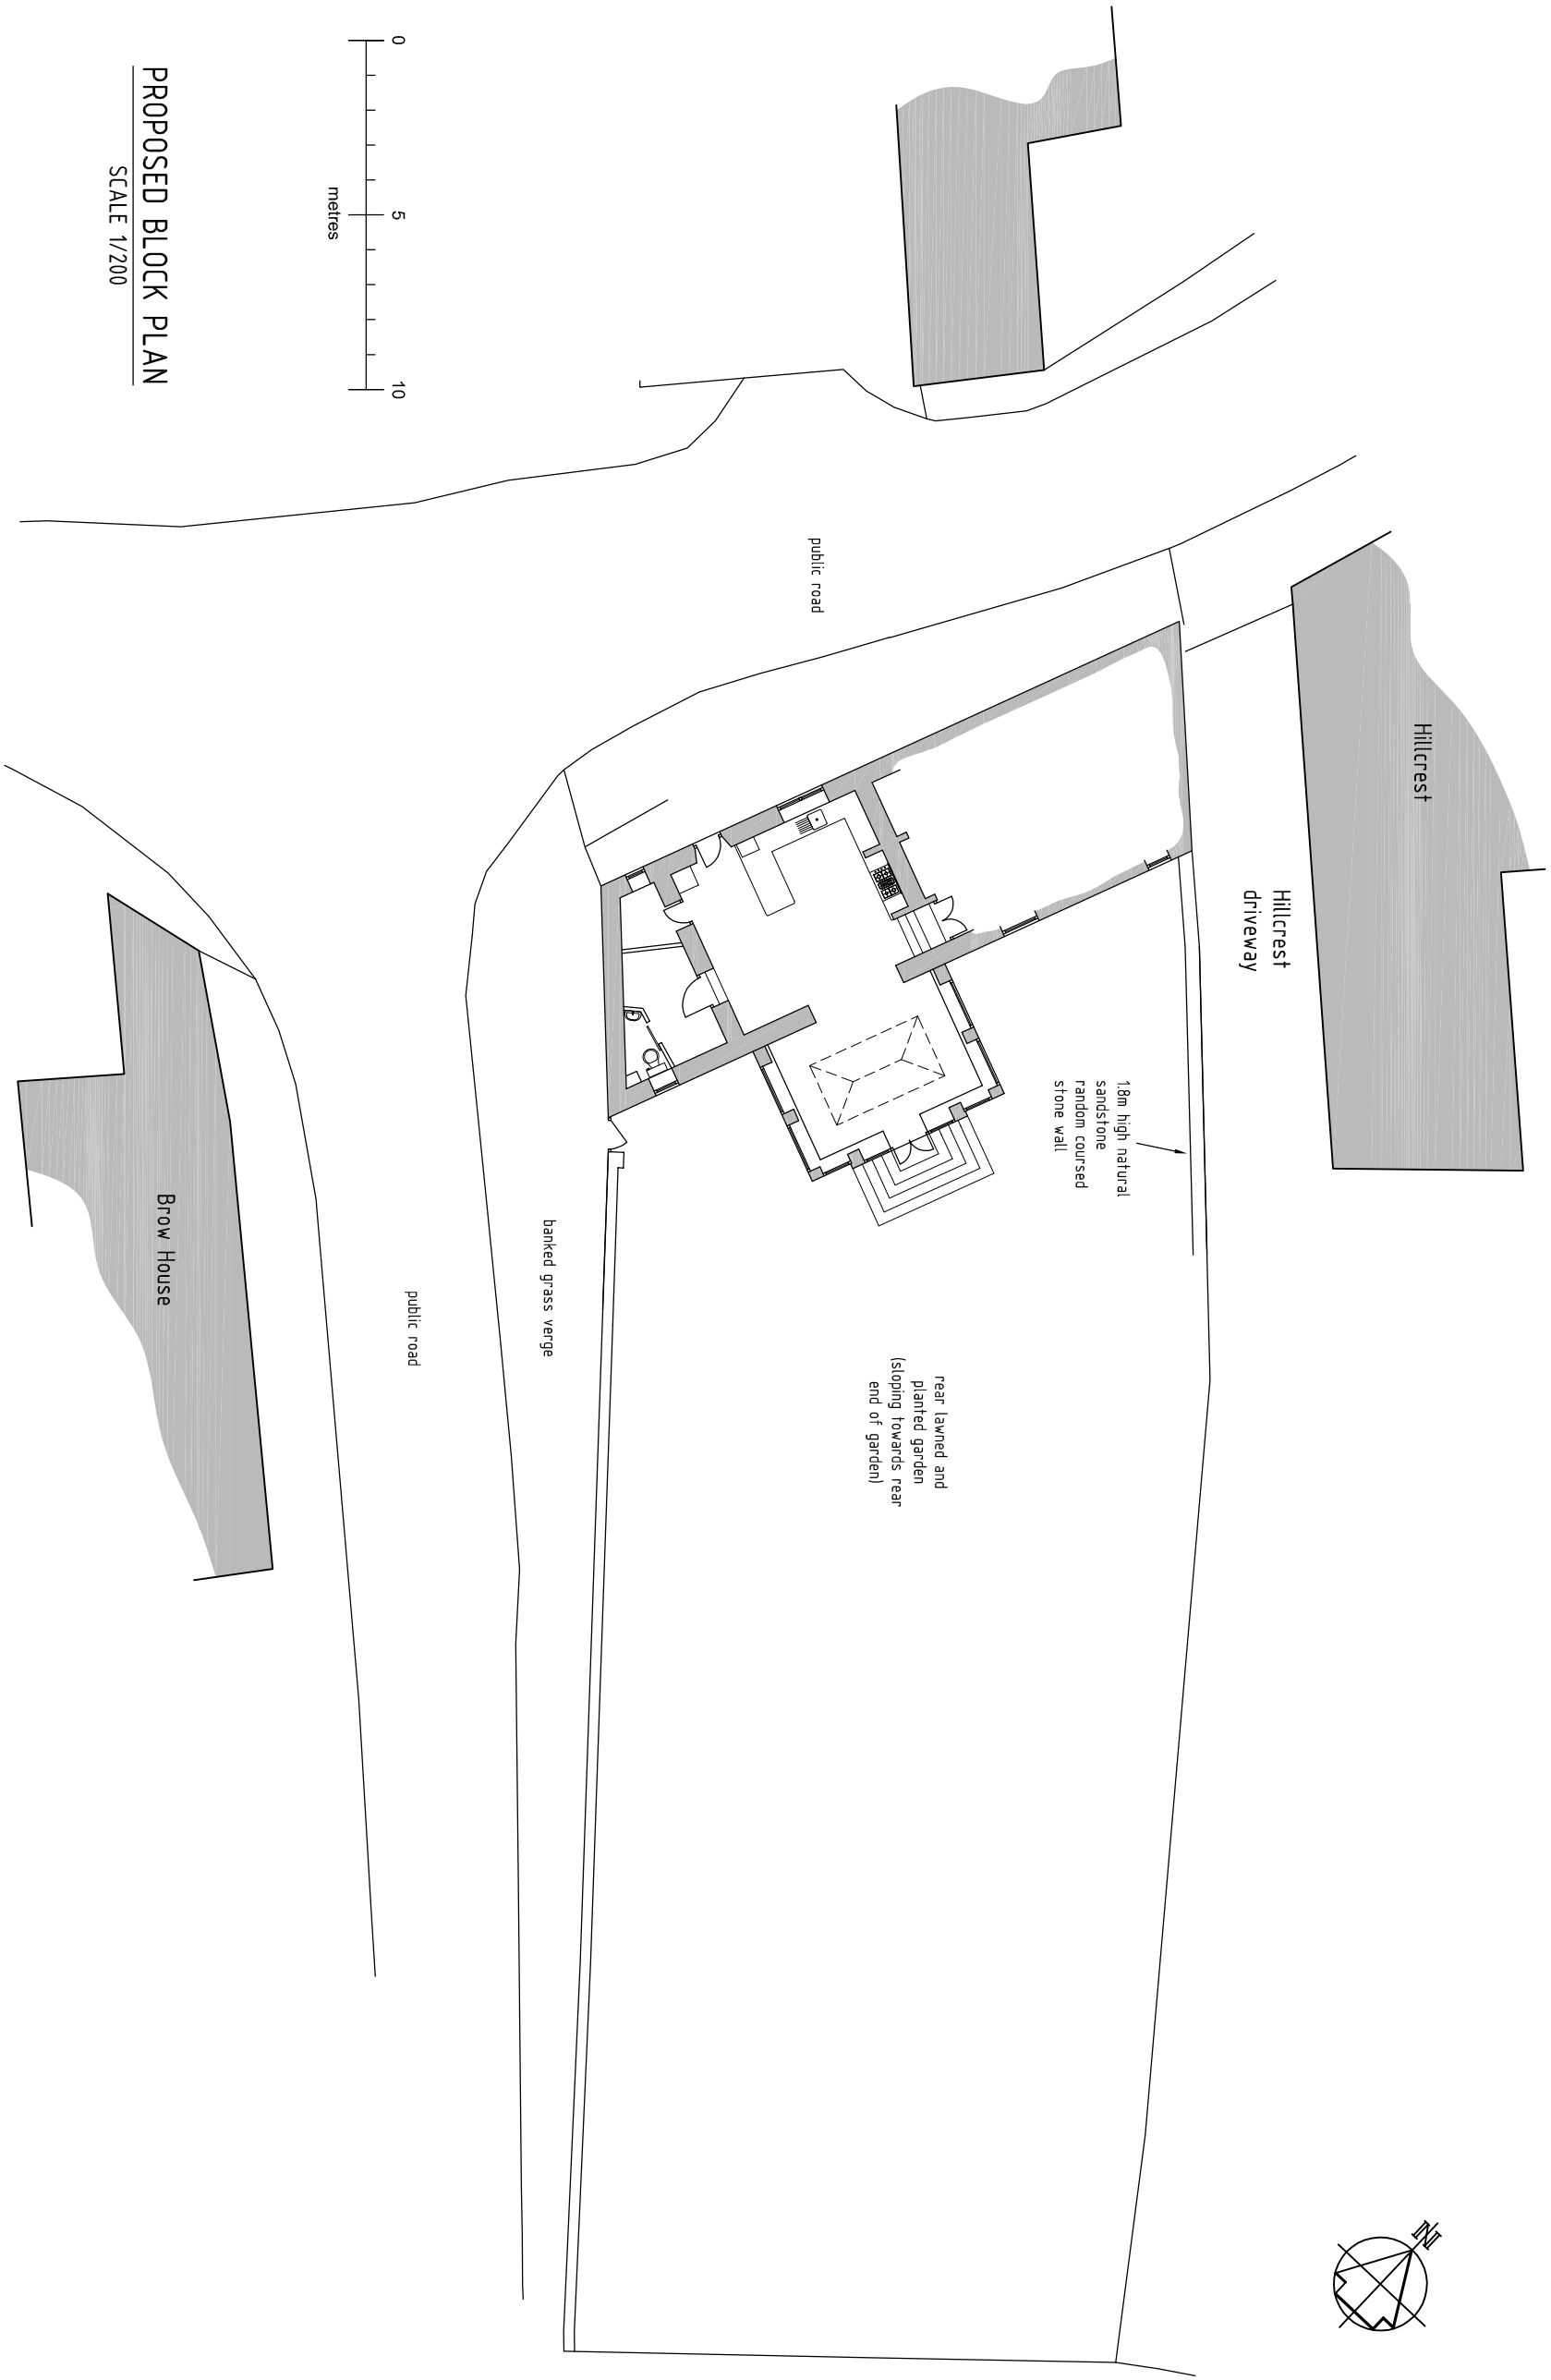 Hillcrest
Hillcrest
driveway
1.8m high natural
sandstone
random coursed
stone wall
N
rear lawned and
planted garden
(sloping towards rear
end of garden)
public road
banked grass verge
public road
0
5
10
metres
Brow House
PROPOSED BLOCK PLAN
SCALE 1/200